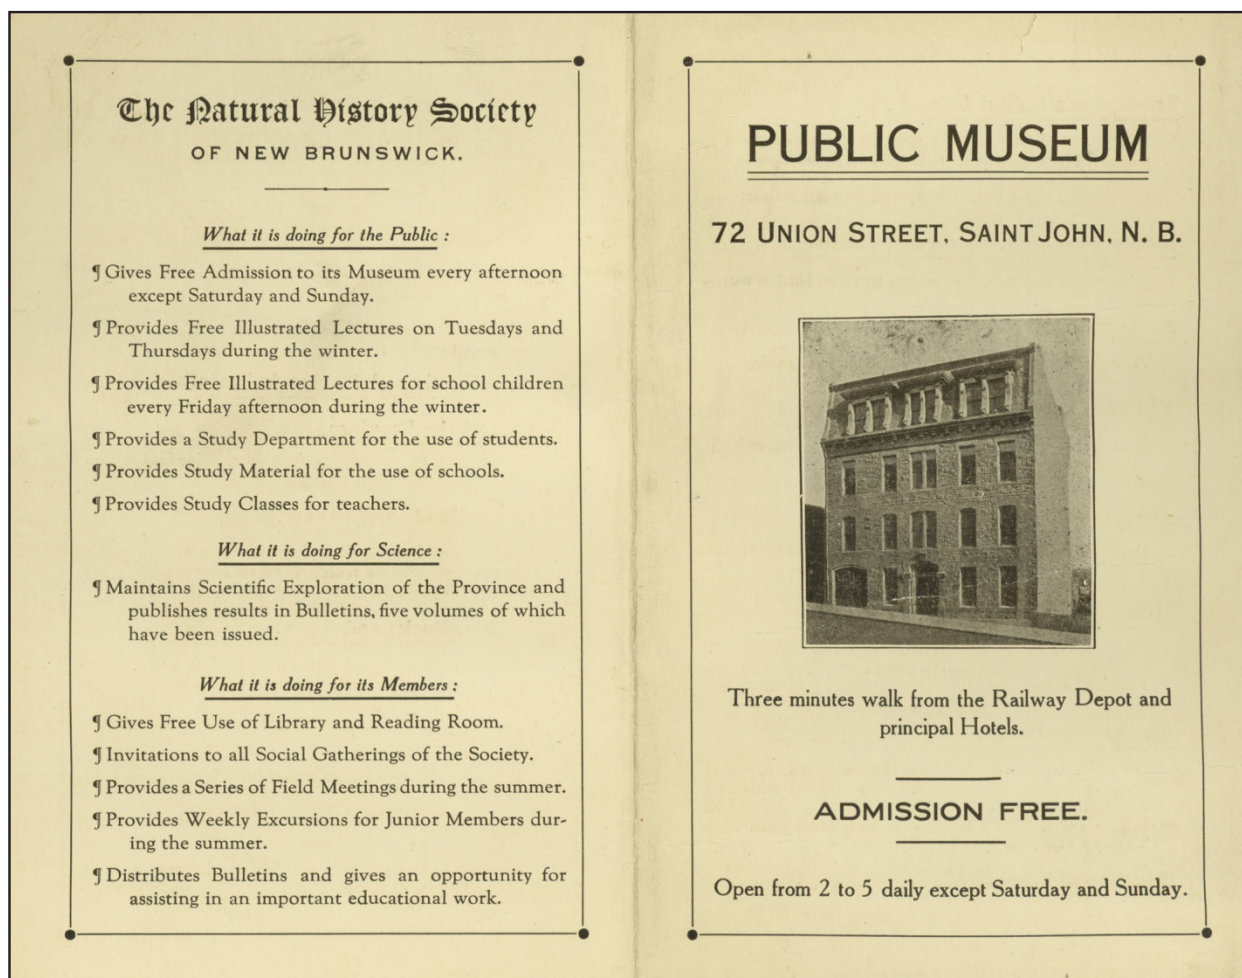 The Natural History Society
OF NEW BRUNSWICK.
What it is doing for the Public :
¶ Gives Free Admission to its Museum every afternoon
except Saturday and Sunday.
¶ Provides Free Illustrated Lectures on Tuesdays and
Thursdays during the winter.
¶ Provides Free Illustrated Lectures for school children
every Friday afternoon during the winter.
¶ Provides a Study Department for the use of students.
¶ Provides Study Material for the use of schools.
¶ Provides Study Classes for teachers.
What it is doing for Science :
¶ Maintains Scientific Exploration of the Province and
publishes results in Bulletins, five volumes of which
have been issued.
What it is doing for its Members :
¶ Gives Free Use of Library and Reading Room.
¶ Invitations to all Social Gatherings of the Society.
¶ Provides a Series of Field Meetings during the summer.
¶ Provides Weekly Excursions for Junior Members dur-
ing the summer.
¶ Distributes Bulletins and gives an opportunity for
assisting in an important educational work.
PUBLIC MUSEUM
72 UNION STREET, SAINT JOHN, N. B.
Three minutes walk from the Railway Depot and
principal Hotels.
ADMISSION FREE.
Open from 2 to 5 daily except Saturday and Sunday.